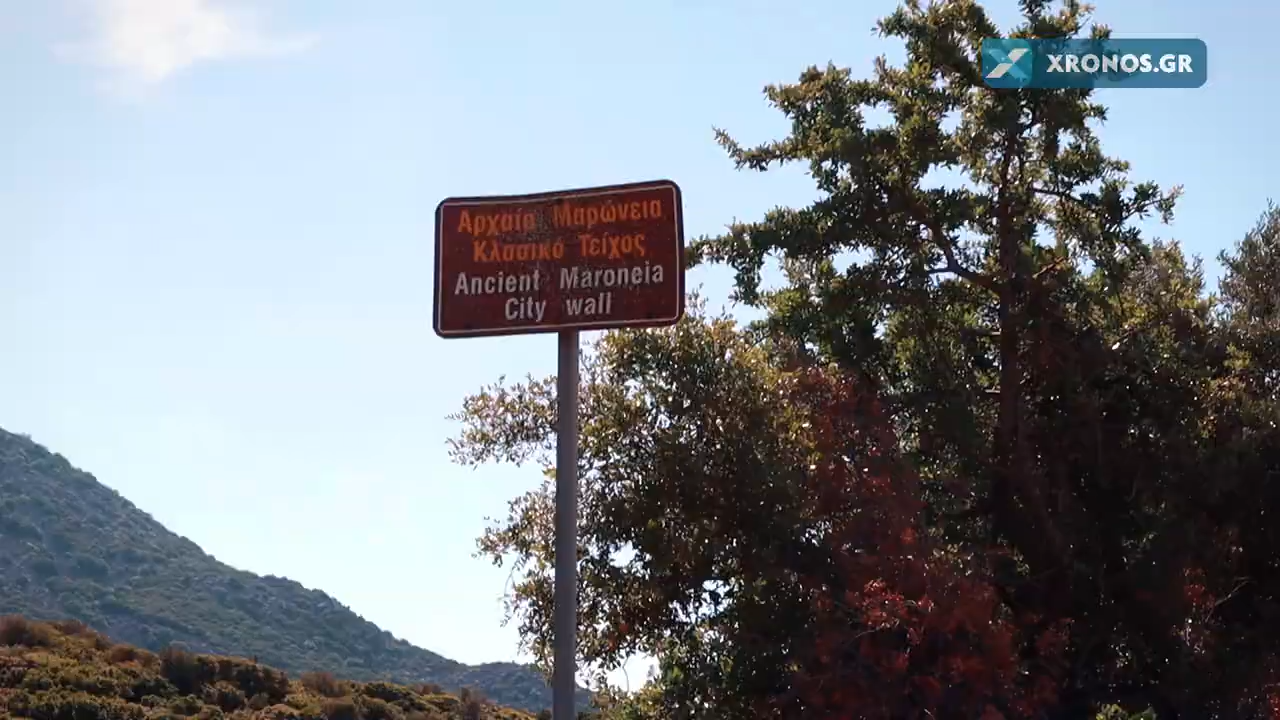 XRONOS.GR
Αρχαία Μαρώνεια
Κλασικό Τείχος
Ancient Maroneia
City wall